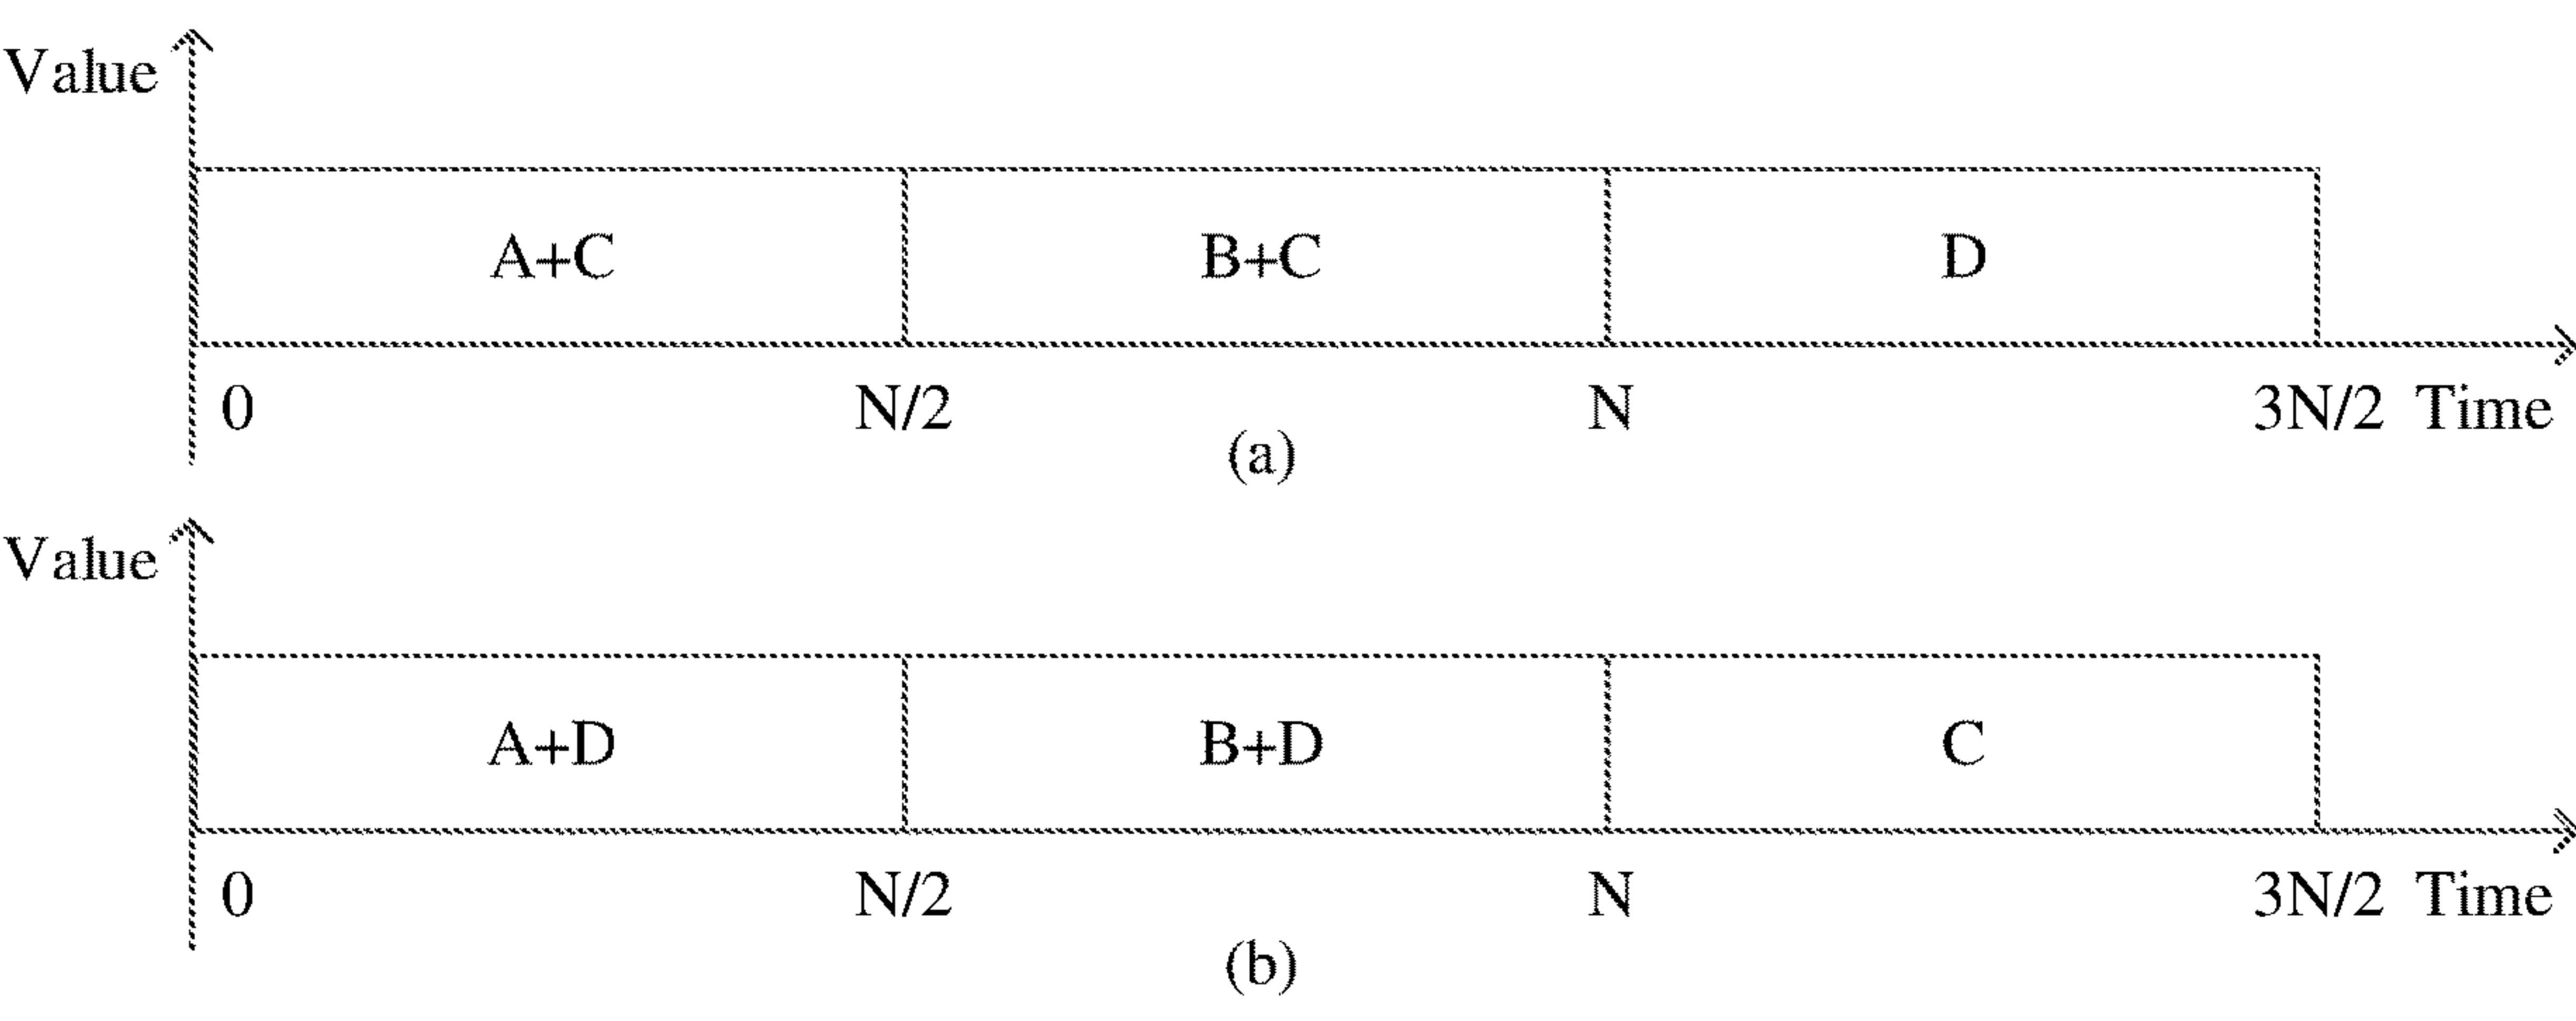 Value
A+C B+C D
0 N/2 N 3N/2 Time
(a)
Value
A+D B+D C
0 N/2 N 3N/2 Time
(b)